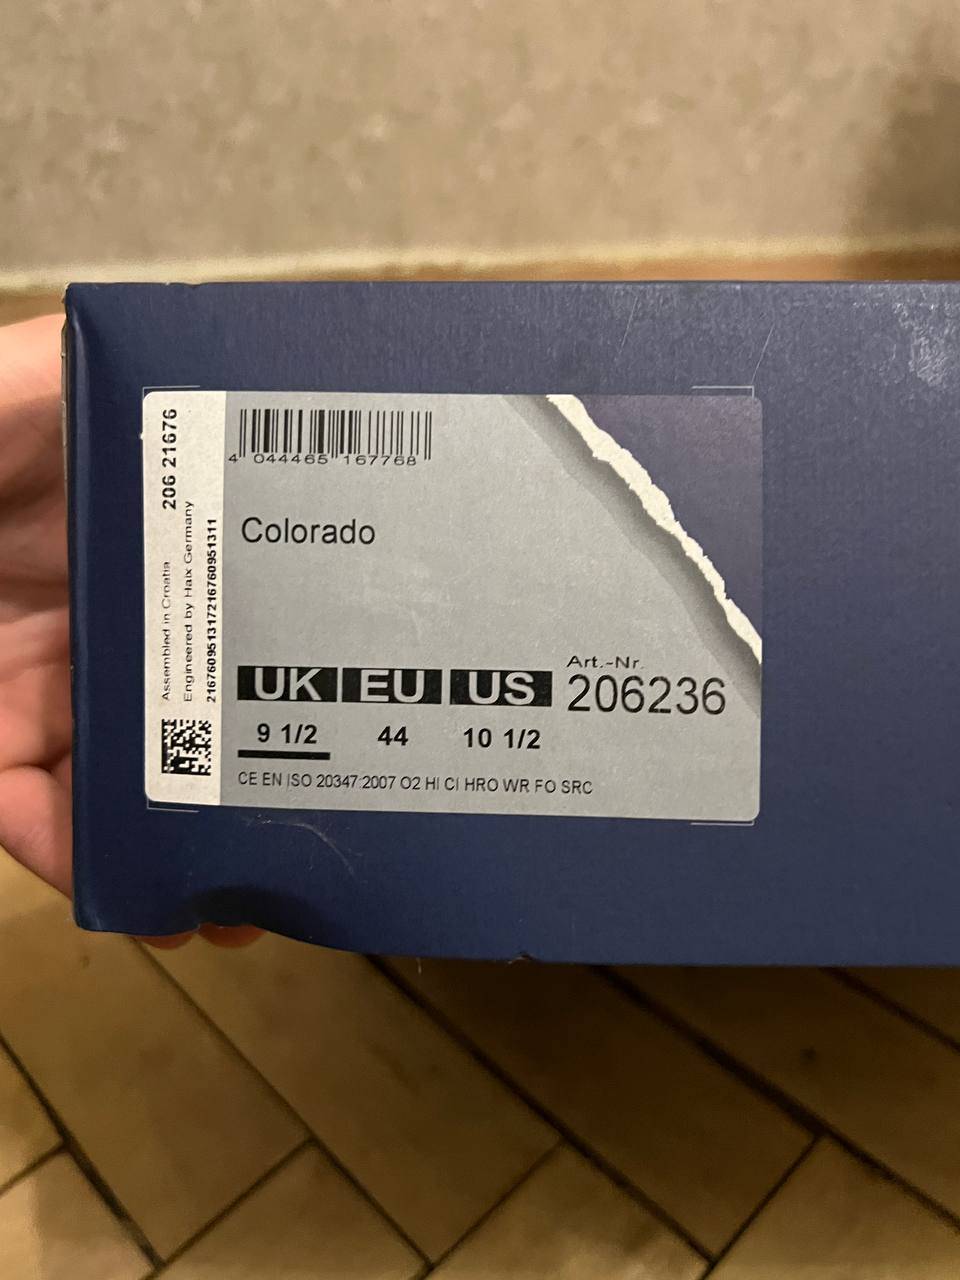 206 21676
Assembled in Croatia
Engineered by Haix Germany
216760951317216760951311
4 044465 167768
Colorado
Art.-Nr.
UK EU US 206236
9 1/2 44 10 1/2
CE EN ISO 20347:2007 O2 HI CI HRO WR FO SRC